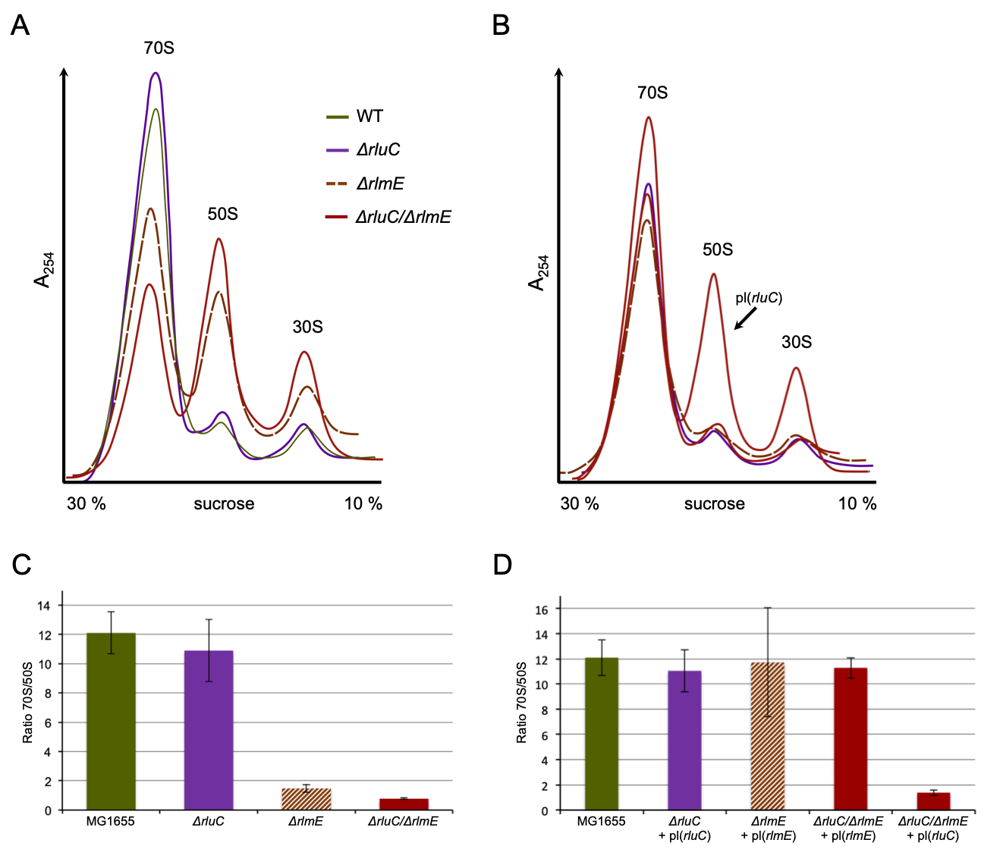 A
70S
50S
30S
A254
WT
ΔrluC
ΔrlmE
ΔrluC/ΔrlmE
30 %
sucrose
10 %
B
70S
50S
pl(rluC)
30S
A254
30 %
sucrose
10 %
C
Ratio 70S/50S
14
12
10
8
6
4
2
0
MG1655
ΔrluC
ΔrlmE
ΔrluC/ΔrlmE
D
Ratio 70S/50S
16
14
12
10
8
6
4
2
0
MG1655
ΔrluC
+ pl(rluC)
ΔrlmE
+ pl(rlmE)
ΔrluC/ΔrlmE
+ pl(rlmE)
ΔrluC/ΔrlmE
+ pl(rluC)